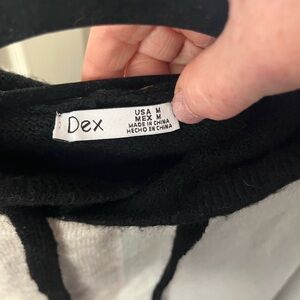 Dex
USA M
MEX M
MADE IN CHINA
HECHO EN CHINA